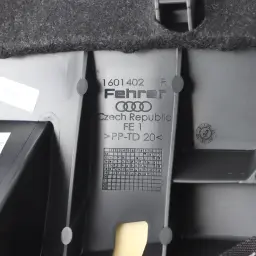 1601402
Fehrer
Czech Republic
FE 1
>PP-TD 20<